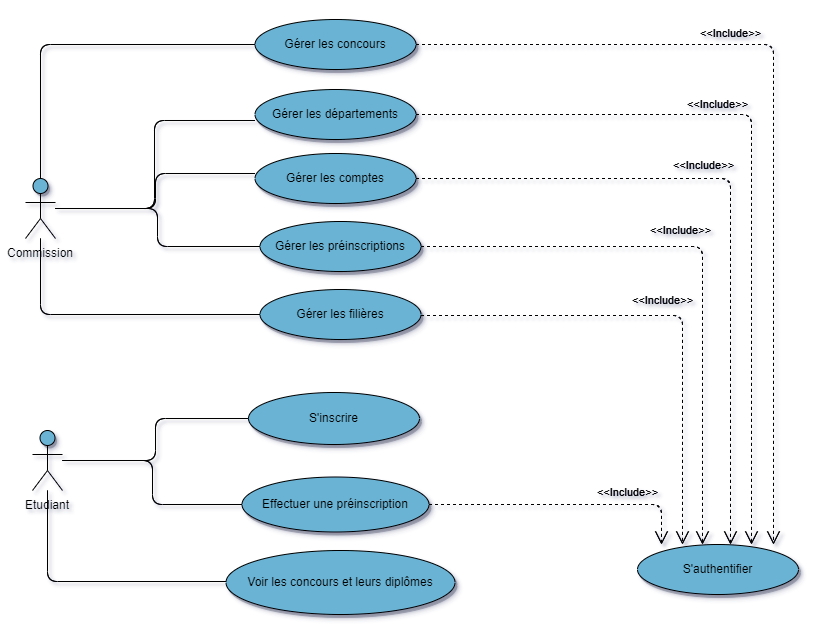 <<Include>>
Gérer les concours
<<Include>>
Gérer les départements
<<Include>>
Gérer les comptes
<<Include>>
Gérer les préinscriptions
Commission
<<Include>>
Gérer les filières
S'inscrire
<<Include>>
Effectuer une préinscription
Etudiant
S'authentifier
Voir les concours et leurs diplômes